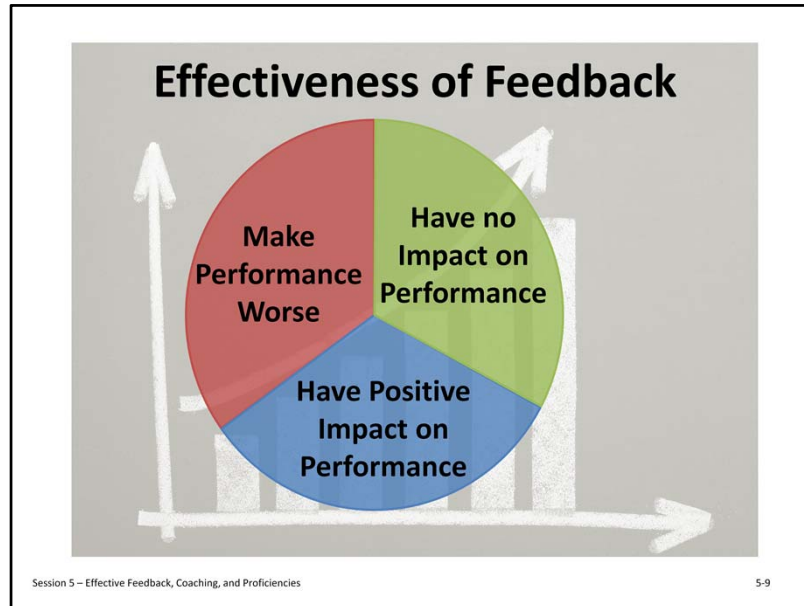 Effectiveness of Feedback
Make
Performance
Worse
Have no
Impact on
Performance
Have Positive
Impact on
Performance
Session 5 – Effective Feedback, Coaching, and Proficiencies
5-9